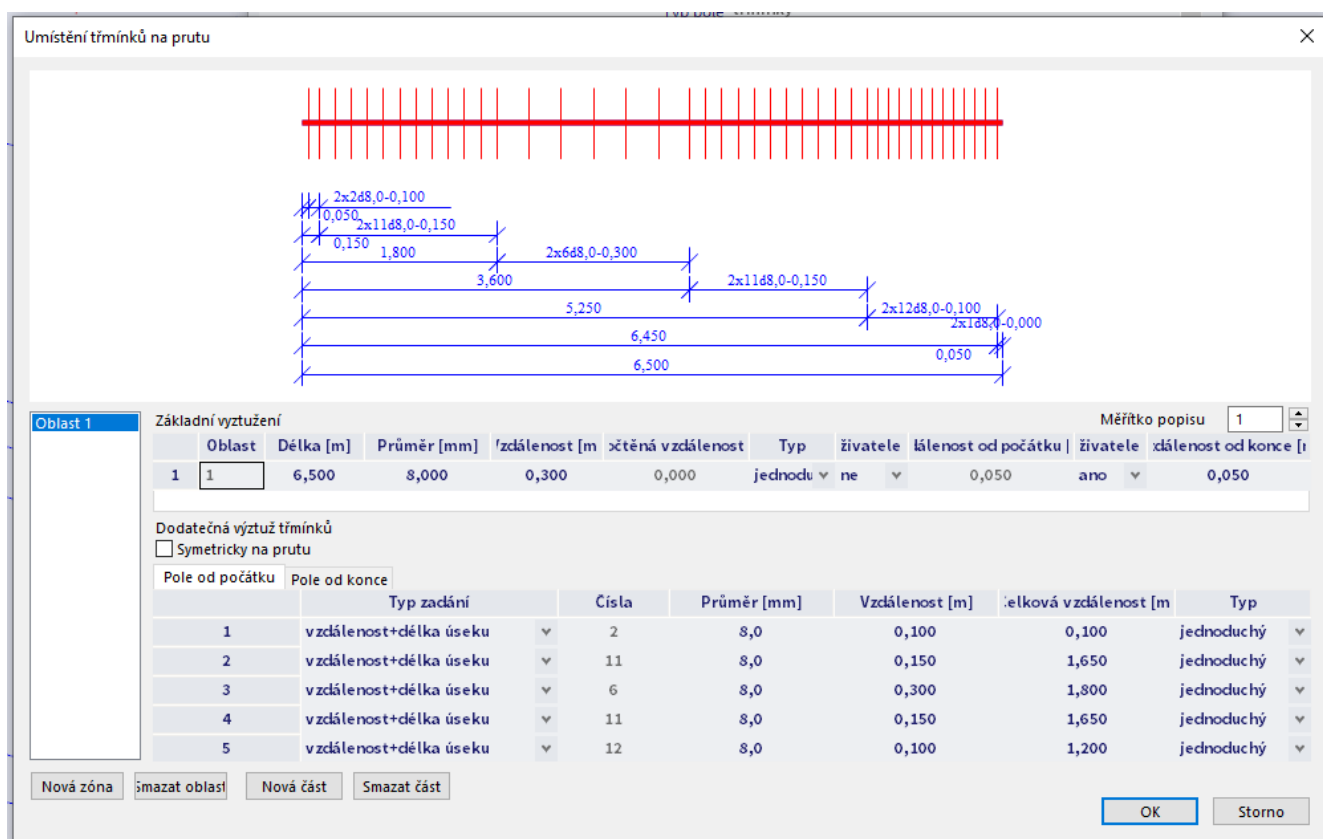 Typ pole třmínky
Umístění třmínků na prutu
2x2d8,0-0,100
0,050
2x11d8,0-0,150
0,150
1,800
2x6d8,0-0,300
3,600
2x11d8,0-0,150
5,250
2x12d8,0-0,100
2x1d8,0-0,000
6,450
0,050
6,500
Oblast 1
Základní vyztužení
Měřítko popisu 1
Oblast Délka [m] Průměr [mm] Vzdálenost [m očtěná vzdálenost Typ živatele lálenost od počátku [ živatele zdálenost od konce [r
1 1 6,500 8,000 0,300 0,000 jednodu ne 0,050 ano 0,050
Dodatečná výztuž třmínků
Symetricky na prutu
Pole od počátku Pole od konce
Typ zadání Čísla Průměr [mm] Vzdálenost [m] Celková vzdálenost [m Typ
1 vzdálenost+délka úseku 2 8,0 0,100 0,100 jednoduchý
2 vzdálenost+délka úseku 11 8,0 0,150 1,650 jednoduchý
3 vzdálenost+délka úseku 6 8,0 0,300 1,800 jednoduchý
4 vzdálenost+délka úseku 11 8,0 0,150 1,650 jednoduchý
5 vzdálenost+délka úseku 12 8,0 0,100 1,200 jednoduchý
Nová zóna Smazat oblast Nová část Smazat část
OK Storno